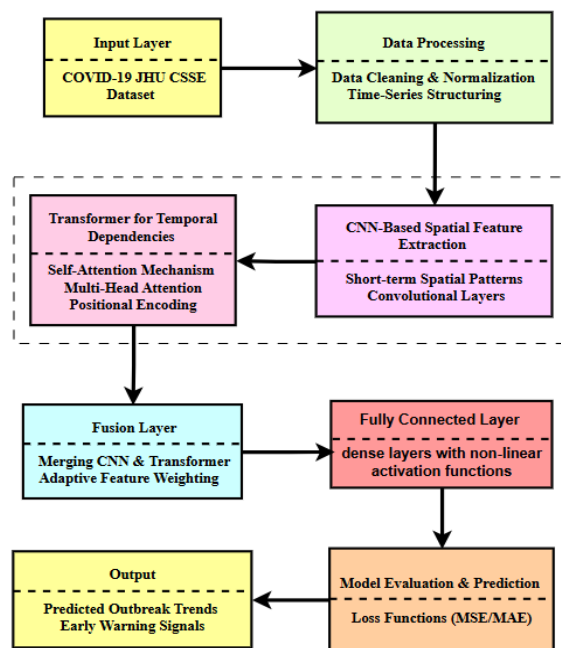 Input Layer
COVID-19 JHU CSSE
Dataset
Data Processing
Data Cleaning & Normalization
Time-Series Structuring
Transformer for Temporal
Dependencies
Self-Attention Mechanism
Multi-Head Attention
Positional Encoding
CNN-Based Spatial Feature
Extraction
Short-term Spatial Patterns
Convolutional Layers
Fusion Layer
Merging CNN & Transformer
Adaptive Feature Weighting
Fully Connected Layer
dense layers with non-linear
activation functions
Output
Predicted Outbreak Trends
Early Warning Signals
Model Evaluation & Prediction
Loss Functions (MSE/MAE)